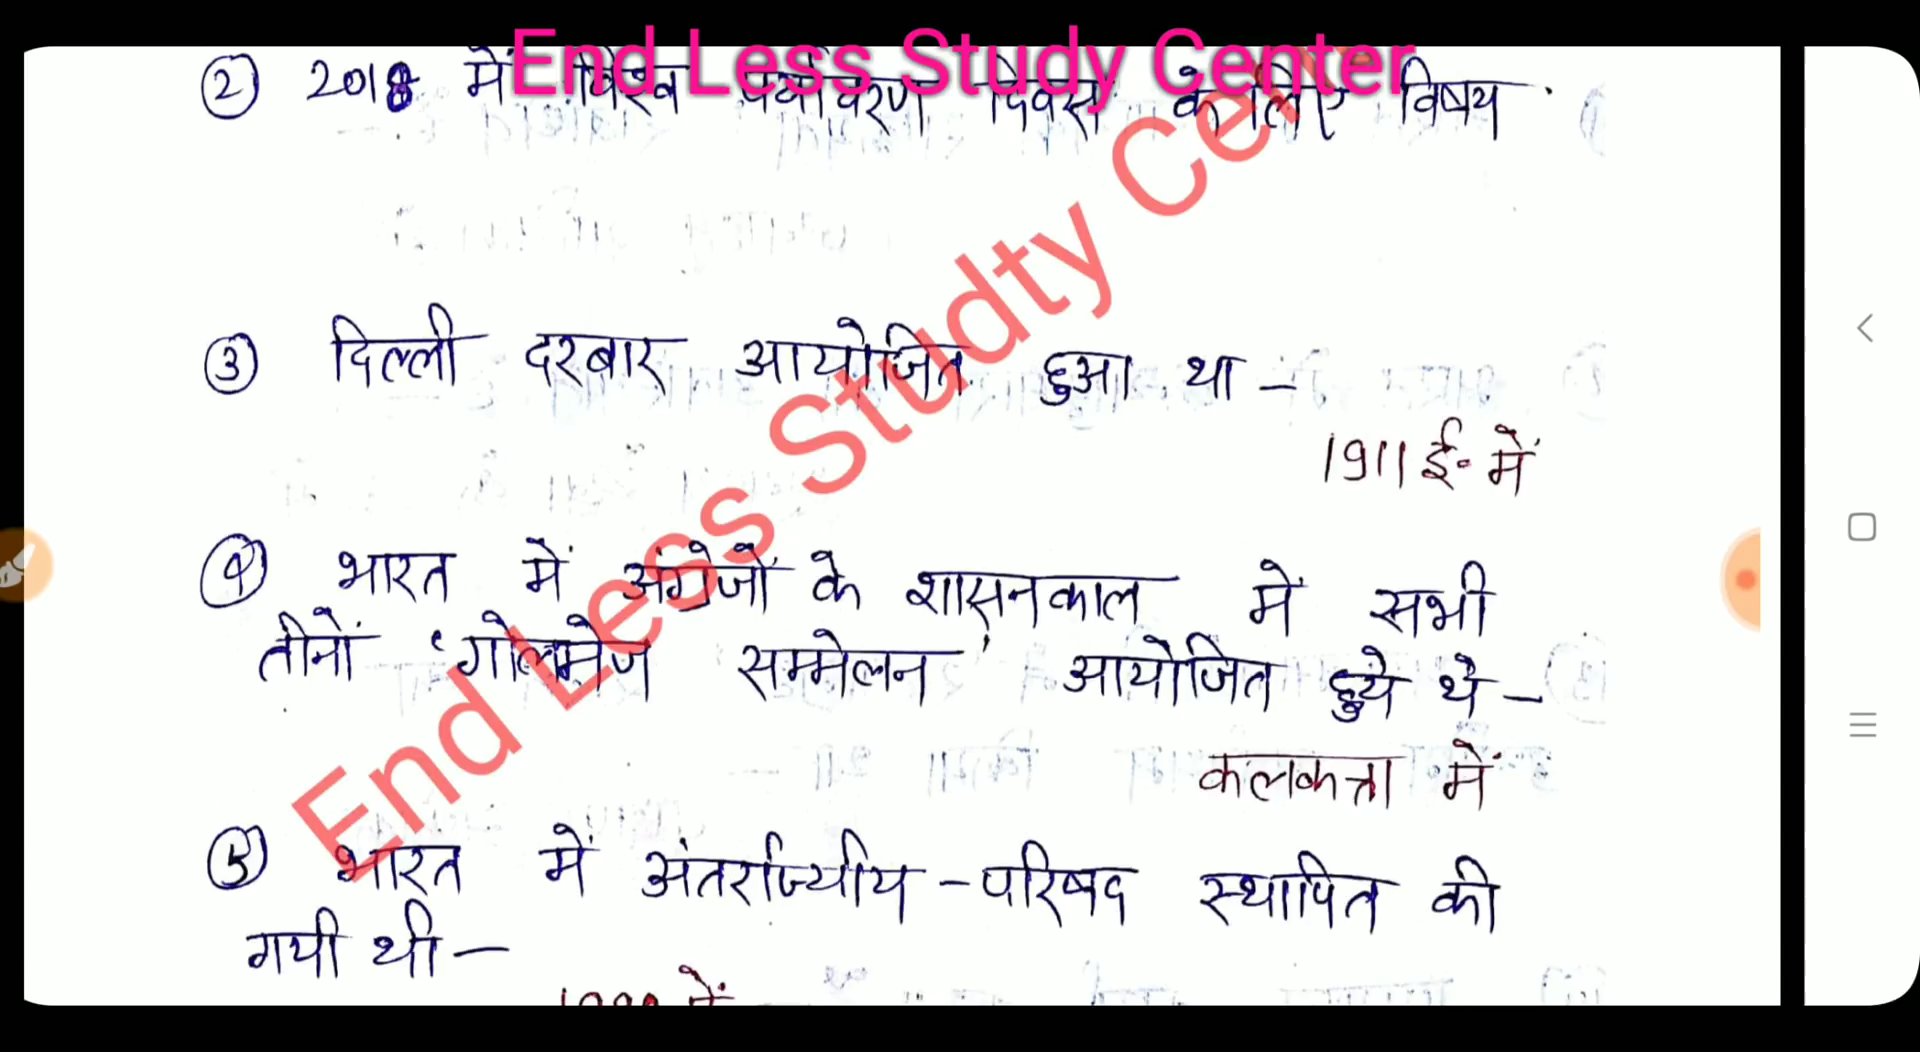 End Less Study Center
② 2018 में विश्व पर्यावरण दिवस के लिए विषय
③ दिल्ली दरबार आयोजित हुआ था –
1911 ई॰ में
④ भारत में अंग्रेजों के शासनकाल में सभी
तीनों 'गोलमेज सम्मेलन' आयोजित हुये थे –
कलकत्ता में
⑤ भारत में अंतर्राज्यीय – परिषद स्थापित की
गयी थी –
में
End Less Studty Cen